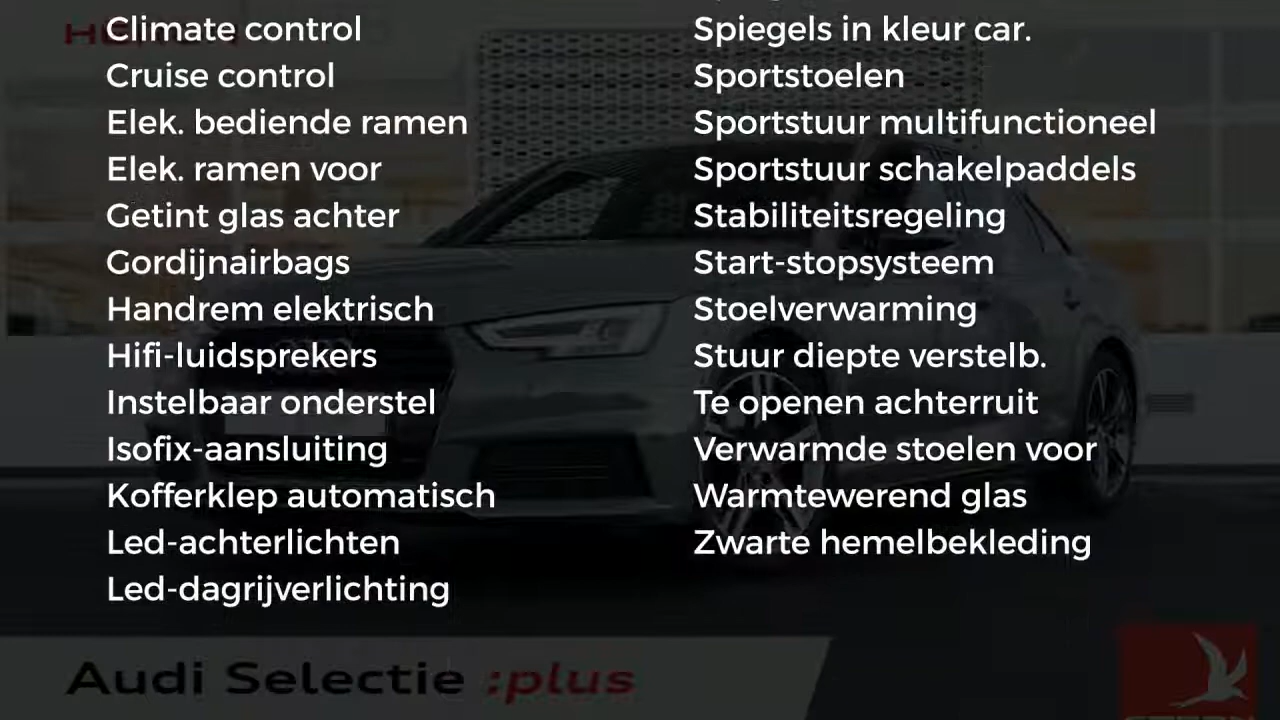 Climate control
Cruise control
Elek. bediende ramen
Elek. ramen voor
Getint glas achter
Gordijnairbags
Handrem elektrisch
Hifi-luidsprekers
Instelbaar onderstel
Isofix-aansluiting
Kofferklep automatisch
Led-achterlichten
Led-dagrijverlichting
Spiegels in kleur car.
Sportstoelen
Sportstuur multifunctioneel
Sportstuur schakelpaddels
Stabiliteitsregeling
Start-stopsysteem
Stoelverwarming
Stuur diepte verstelb.
Te openen achterruit
Verwarmde stoelen voor
Warmtewerend glas
Zwarte hemelbekleding
Audi Selectie :plus